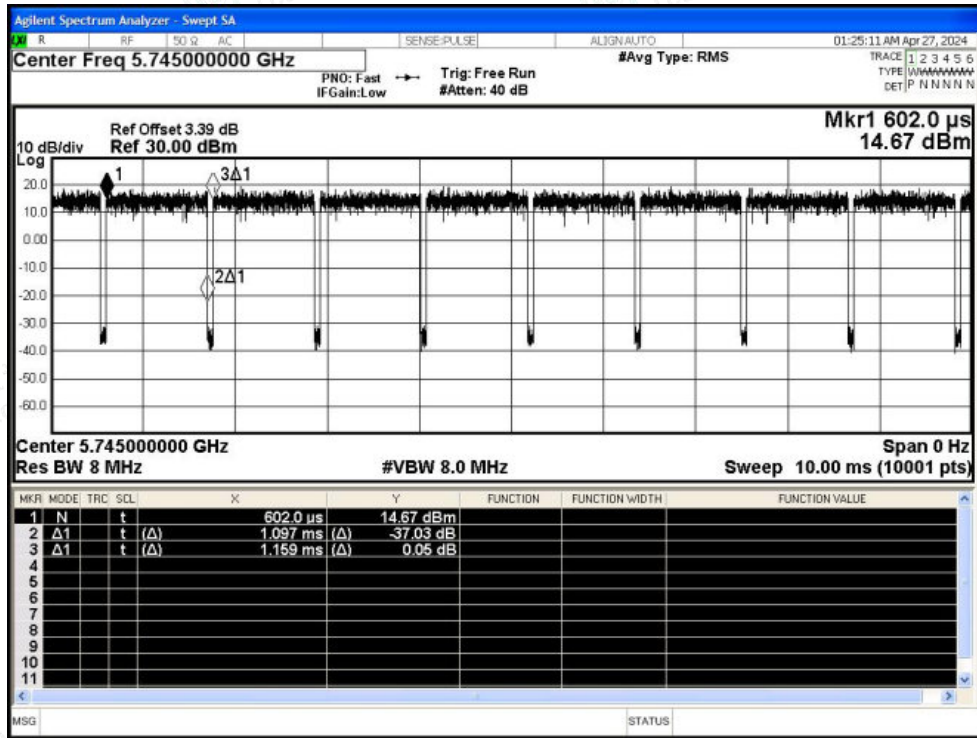 Agilent Spectrum Analyzer - Swept SA
LXI R RF 50 Ω AC SENSE:PULSE ALIGNAUTO 01:25:11 AM Apr 27, 2024
Center Freq 5.745000000 GHz #Avg Type: RMS TRACE 1 2 3 4 5 6
PNO: Fast Trig: Free Run TYPE
IFGain:Low #Atten: 40 dB DET P N N N N N
Mkr1 602.0 µs
14.67 dBm
Ref Offset 3.39 dB
10 dB/div Ref 30.00 dBm
Log
1
3Δ1
2Δ1
20.0
10.0
0.00
-10.0
-20.0
-30.0
-40.0
-50.0
-60.0
Center 5.745000000 GHz Span 0 Hz
Res BW 8 MHz #VBW 8.0 MHz Sweep 10.00 ms (10001 pts)
MKR MODE TRC SCL X Y FUNCTION FUNCTION WIDTH FUNCTION VALUE
1 N t 602.0 µs 14.67 dBm
2 Δ1 t (Δ) 1.097 ms (Δ) -37.03 dB
3 Δ1 t (Δ) 1.159 ms (Δ) 0.05 dB
4
5
6
7
8
9
10
11
MSG STATUS